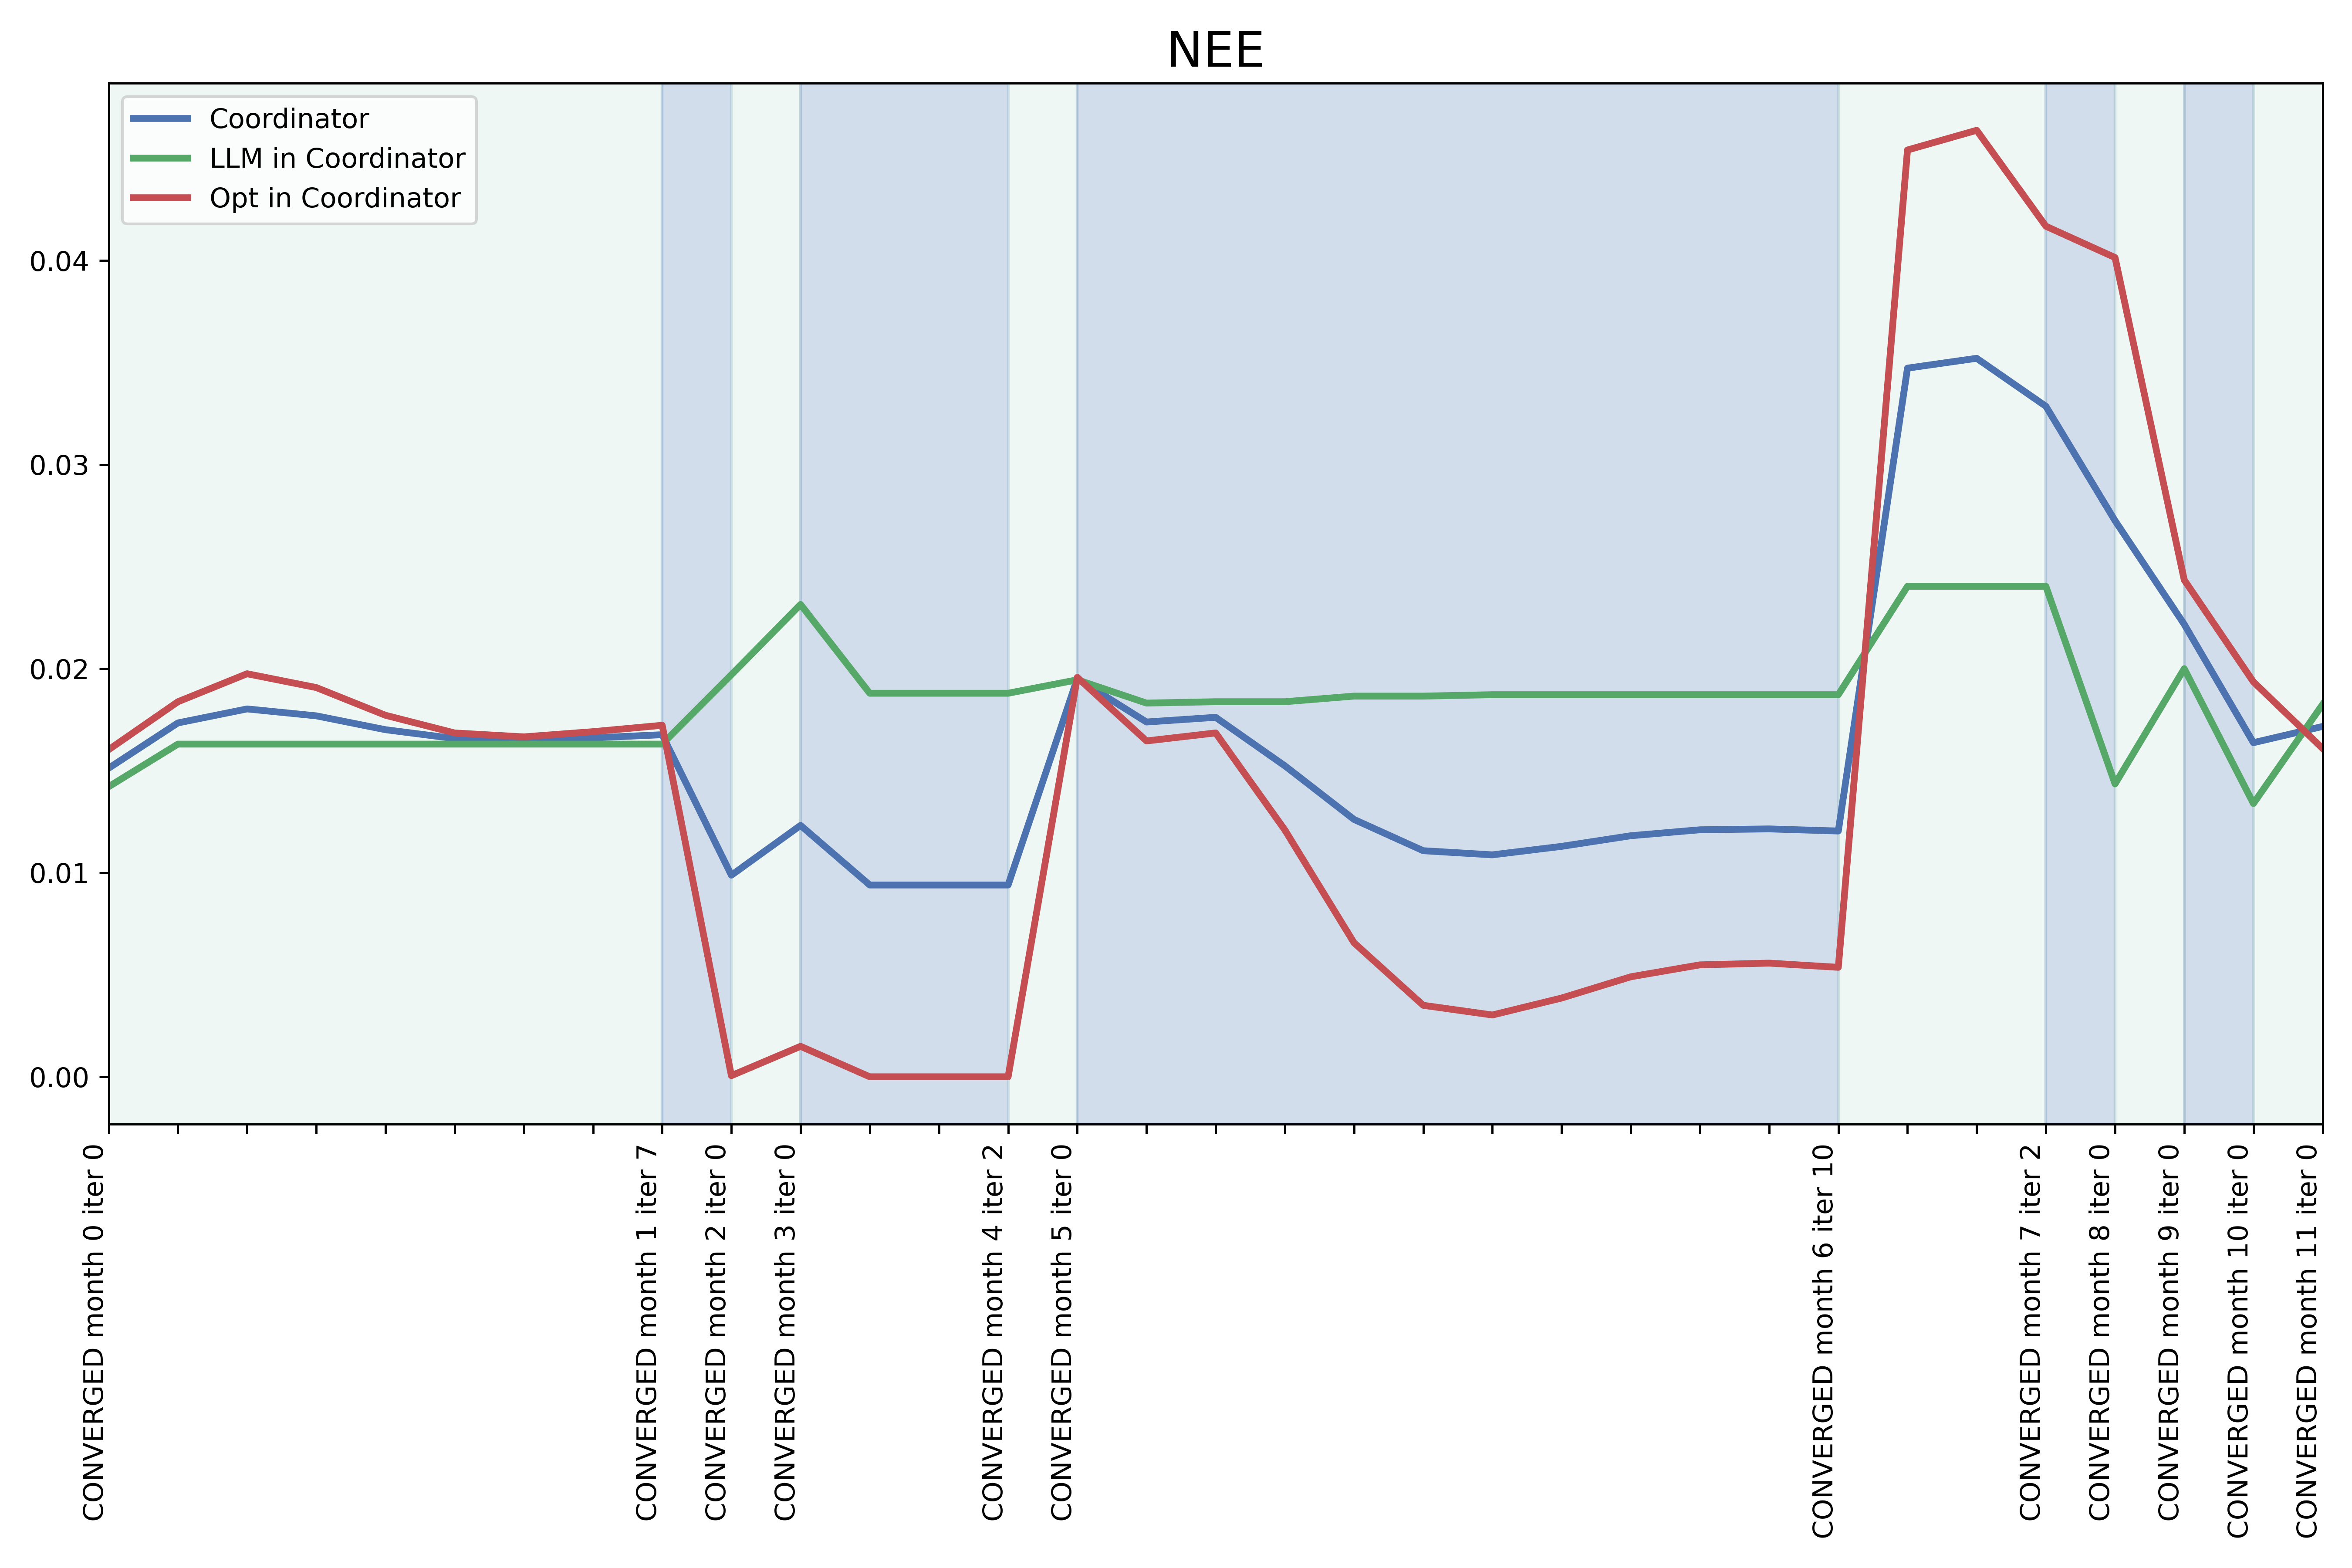 NEE
Coordinator
LLM in Coordinator
Opt in Coordinator
0.04
0.03
0.02
0.01
0.00
CONVERGED month 0 iter 0
CONVERGED month 1 iter 7
CONVERGED month 2 iter 0
CONVERGED month 3 iter 0
CONVERGED month 4 iter 2
CONVERGED month 5 iter 0
CONVERGED month 6 iter 10
CONVERGED month 7 iter 2
CONVERGED month 8 iter 0
CONVERGED month 9 iter 0
CONVERGED month 10 iter 0
CONVERGED month 11 iter 0